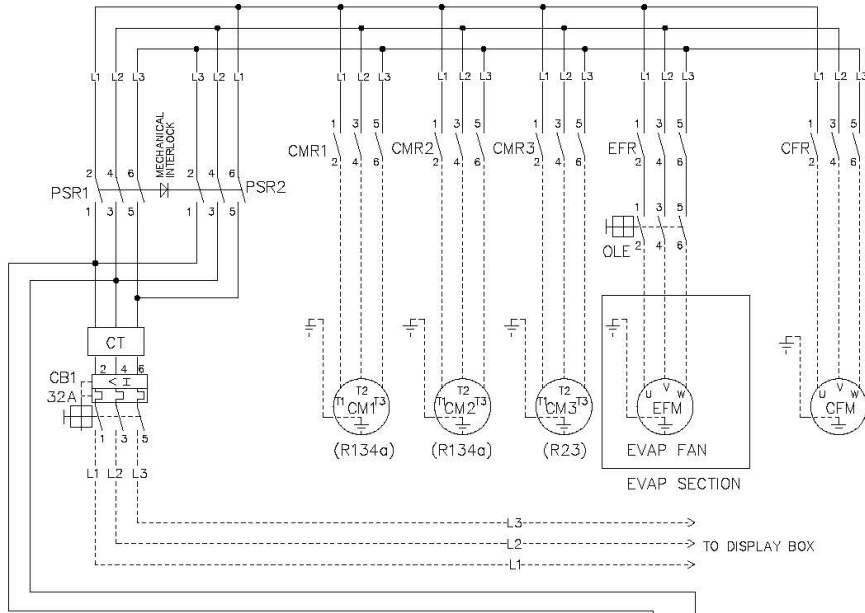 L1 L2 L3 L3 L2 L1 L1 L2 L3 L1 L2 L3 L1 L2 L3 L1 L2 L3 L1 L2 L3
MECHANICAL
INTERLOCK
1 3 5 1 3 5 1 3 5 1 3 5 1 3 5
CMR1 CMR2 CMR3 EFR CFR
2 4 6 2 4 6 2 4 6 2 4 6 2 4 6
2 4 6 2 4 6
PSR1 PSR2
1 3 5 1 3 5
1 3 5
OLE
2 4 6
CT
2 4 6
CB1 < I
32A
1 3 5
T2 T2 T2 V V
T1 T3 T1 T3 T1 T3 U W U W
CM1 CM2 CM3 EFM CFM
(R134a) (R134a) (R23) EVAP FAN
L1 L2 L3
EVAP SECTION
L3
L2 TO DISPLAY BOX
L1